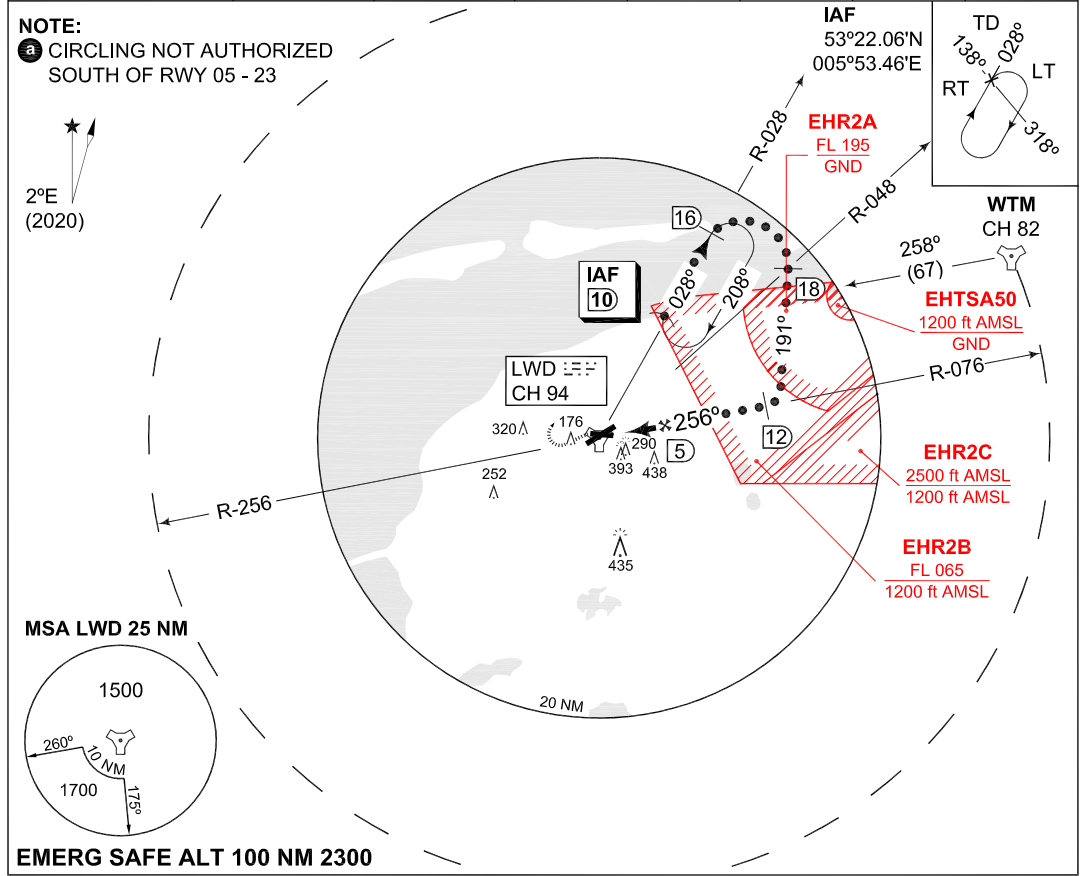 NOTE:
a CIRCLING NOT AUTHORIZED
SOUTH OF RWY 05 - 23
2ºE
(2020)
IAF
53º22.06'N
005º53.46'E
TD
138º
028º
RT
LT
318º
R-028
EHR2A
FL 195
GND
R-048
WTM
CH 82
258º
(67)
16
IAF
10
028º
208º
18
EHTSA50
1200 ft AMSL
GND
191º
LWD
CH 94
R-076
256º
12
5
320
176
290
393
438
252
435
R-256
EHR2C
2500 ft AMSL
1200 ft AMSL
EHR2B
FL 065
1200 ft AMSL
20 NM
MSA LWD 25 NM
1500
260º
10 NM
1700
175º
EMERG SAFE ALT 100 NM 2300